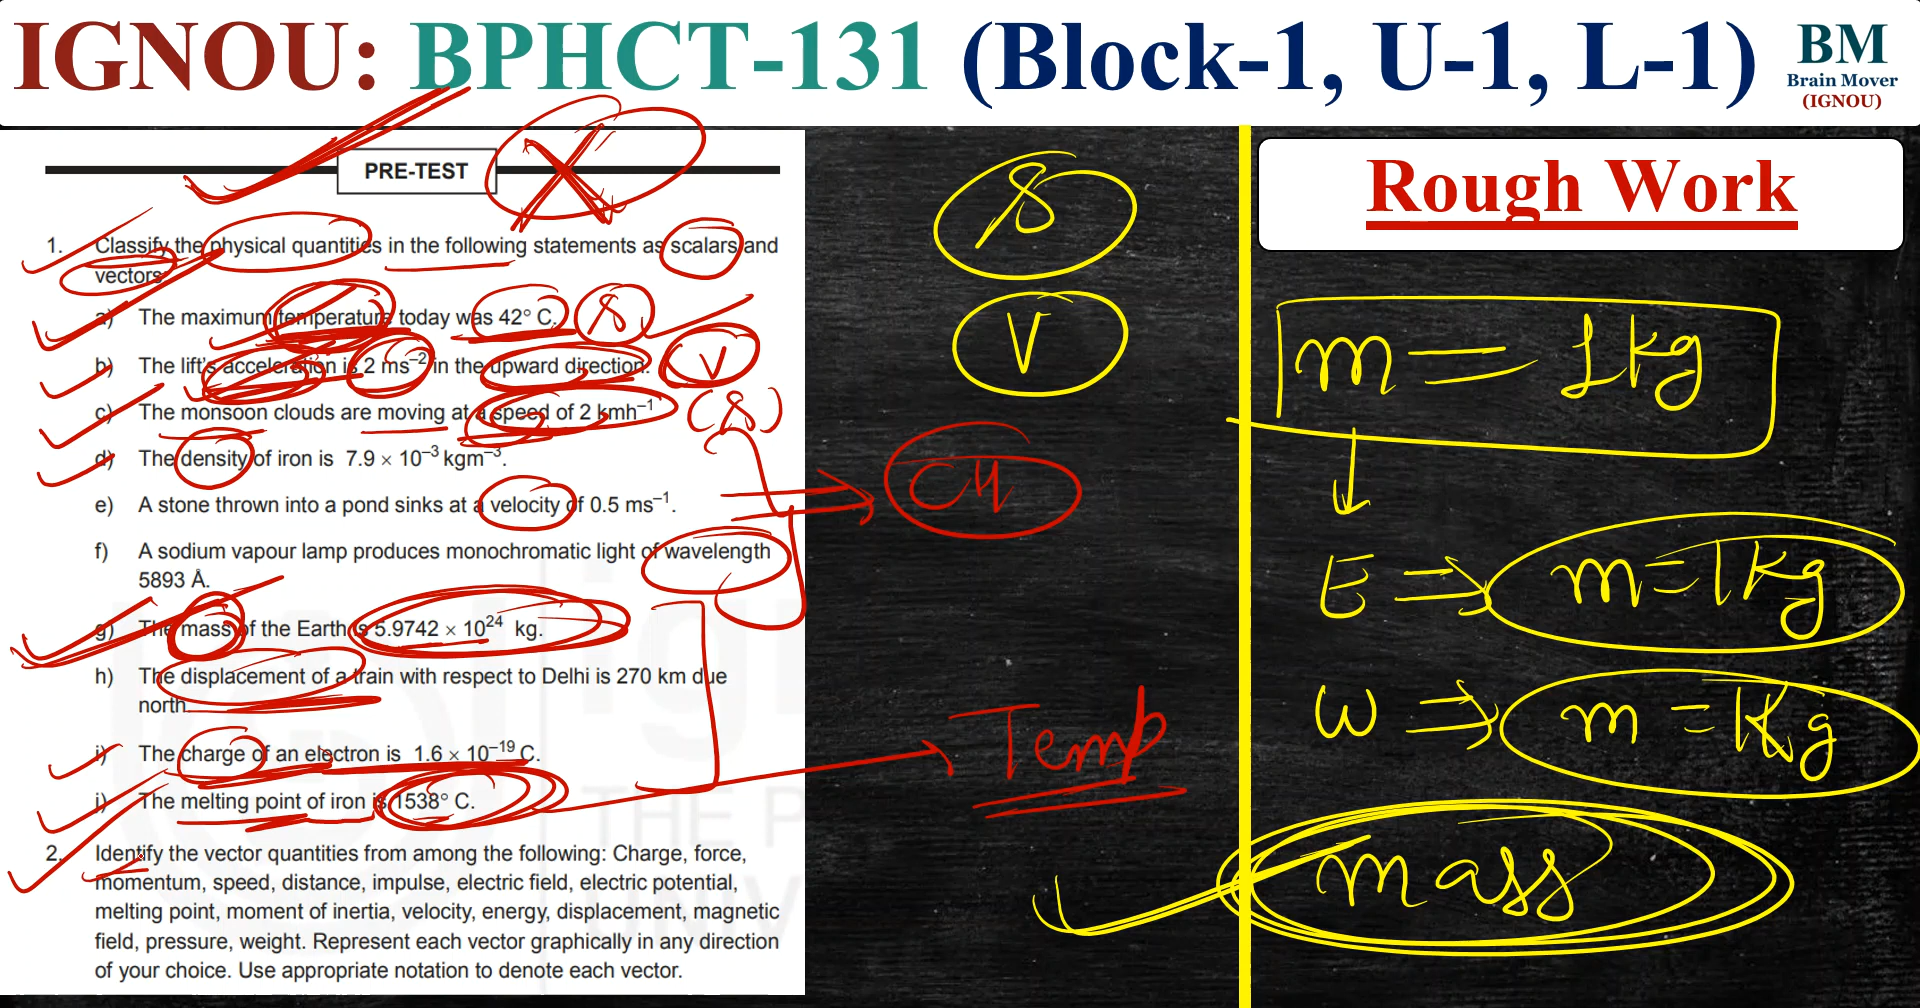 IGNOU: BPHCT-131 (Block-1, U-1, L-1)
BM
Brain Mover
(IGNOU)
PRE-TEST
1. Classify the physical quantities in the following statements as scalars and
vectors:
a) The maximum temperature today was 42° C.
b) The lift's acceleration is 2 ms⁻² in the upward direction.
c) The monsoon clouds are moving at a speed of 2 kmh⁻¹
d) The density of iron is 7.9 × 10⁻³ kgm⁻³.
e) A stone thrown into a pond sinks at a velocity of 0.5 ms⁻¹.
f) A sodium vapour lamp produces monochromatic light of wavelength
5893 Å.
g) The mass of the Earth is 5.9742 × 10²⁴ kg.
h) The displacement of a train with respect to Delhi is 270 km due
north.
i) The charge of an electron is 1.6 × 10⁻¹⁹ C.
j) The melting point of iron is 1538° C.
2. Identify the vector quantities from among the following: Charge, force,
momentum, speed, distance, impulse, electric field, electric potential,
melting point, moment of inertia, velocity, energy, displacement, magnetic
field, pressure, weight. Represent each vector graphically in any direction
of your choice. Use appropriate notation to denote each vector.
S
V
(S)
S
V
Temp
Rough Work
m = 1kg
E ⇒ m=1kg
m = 1Kg
mass